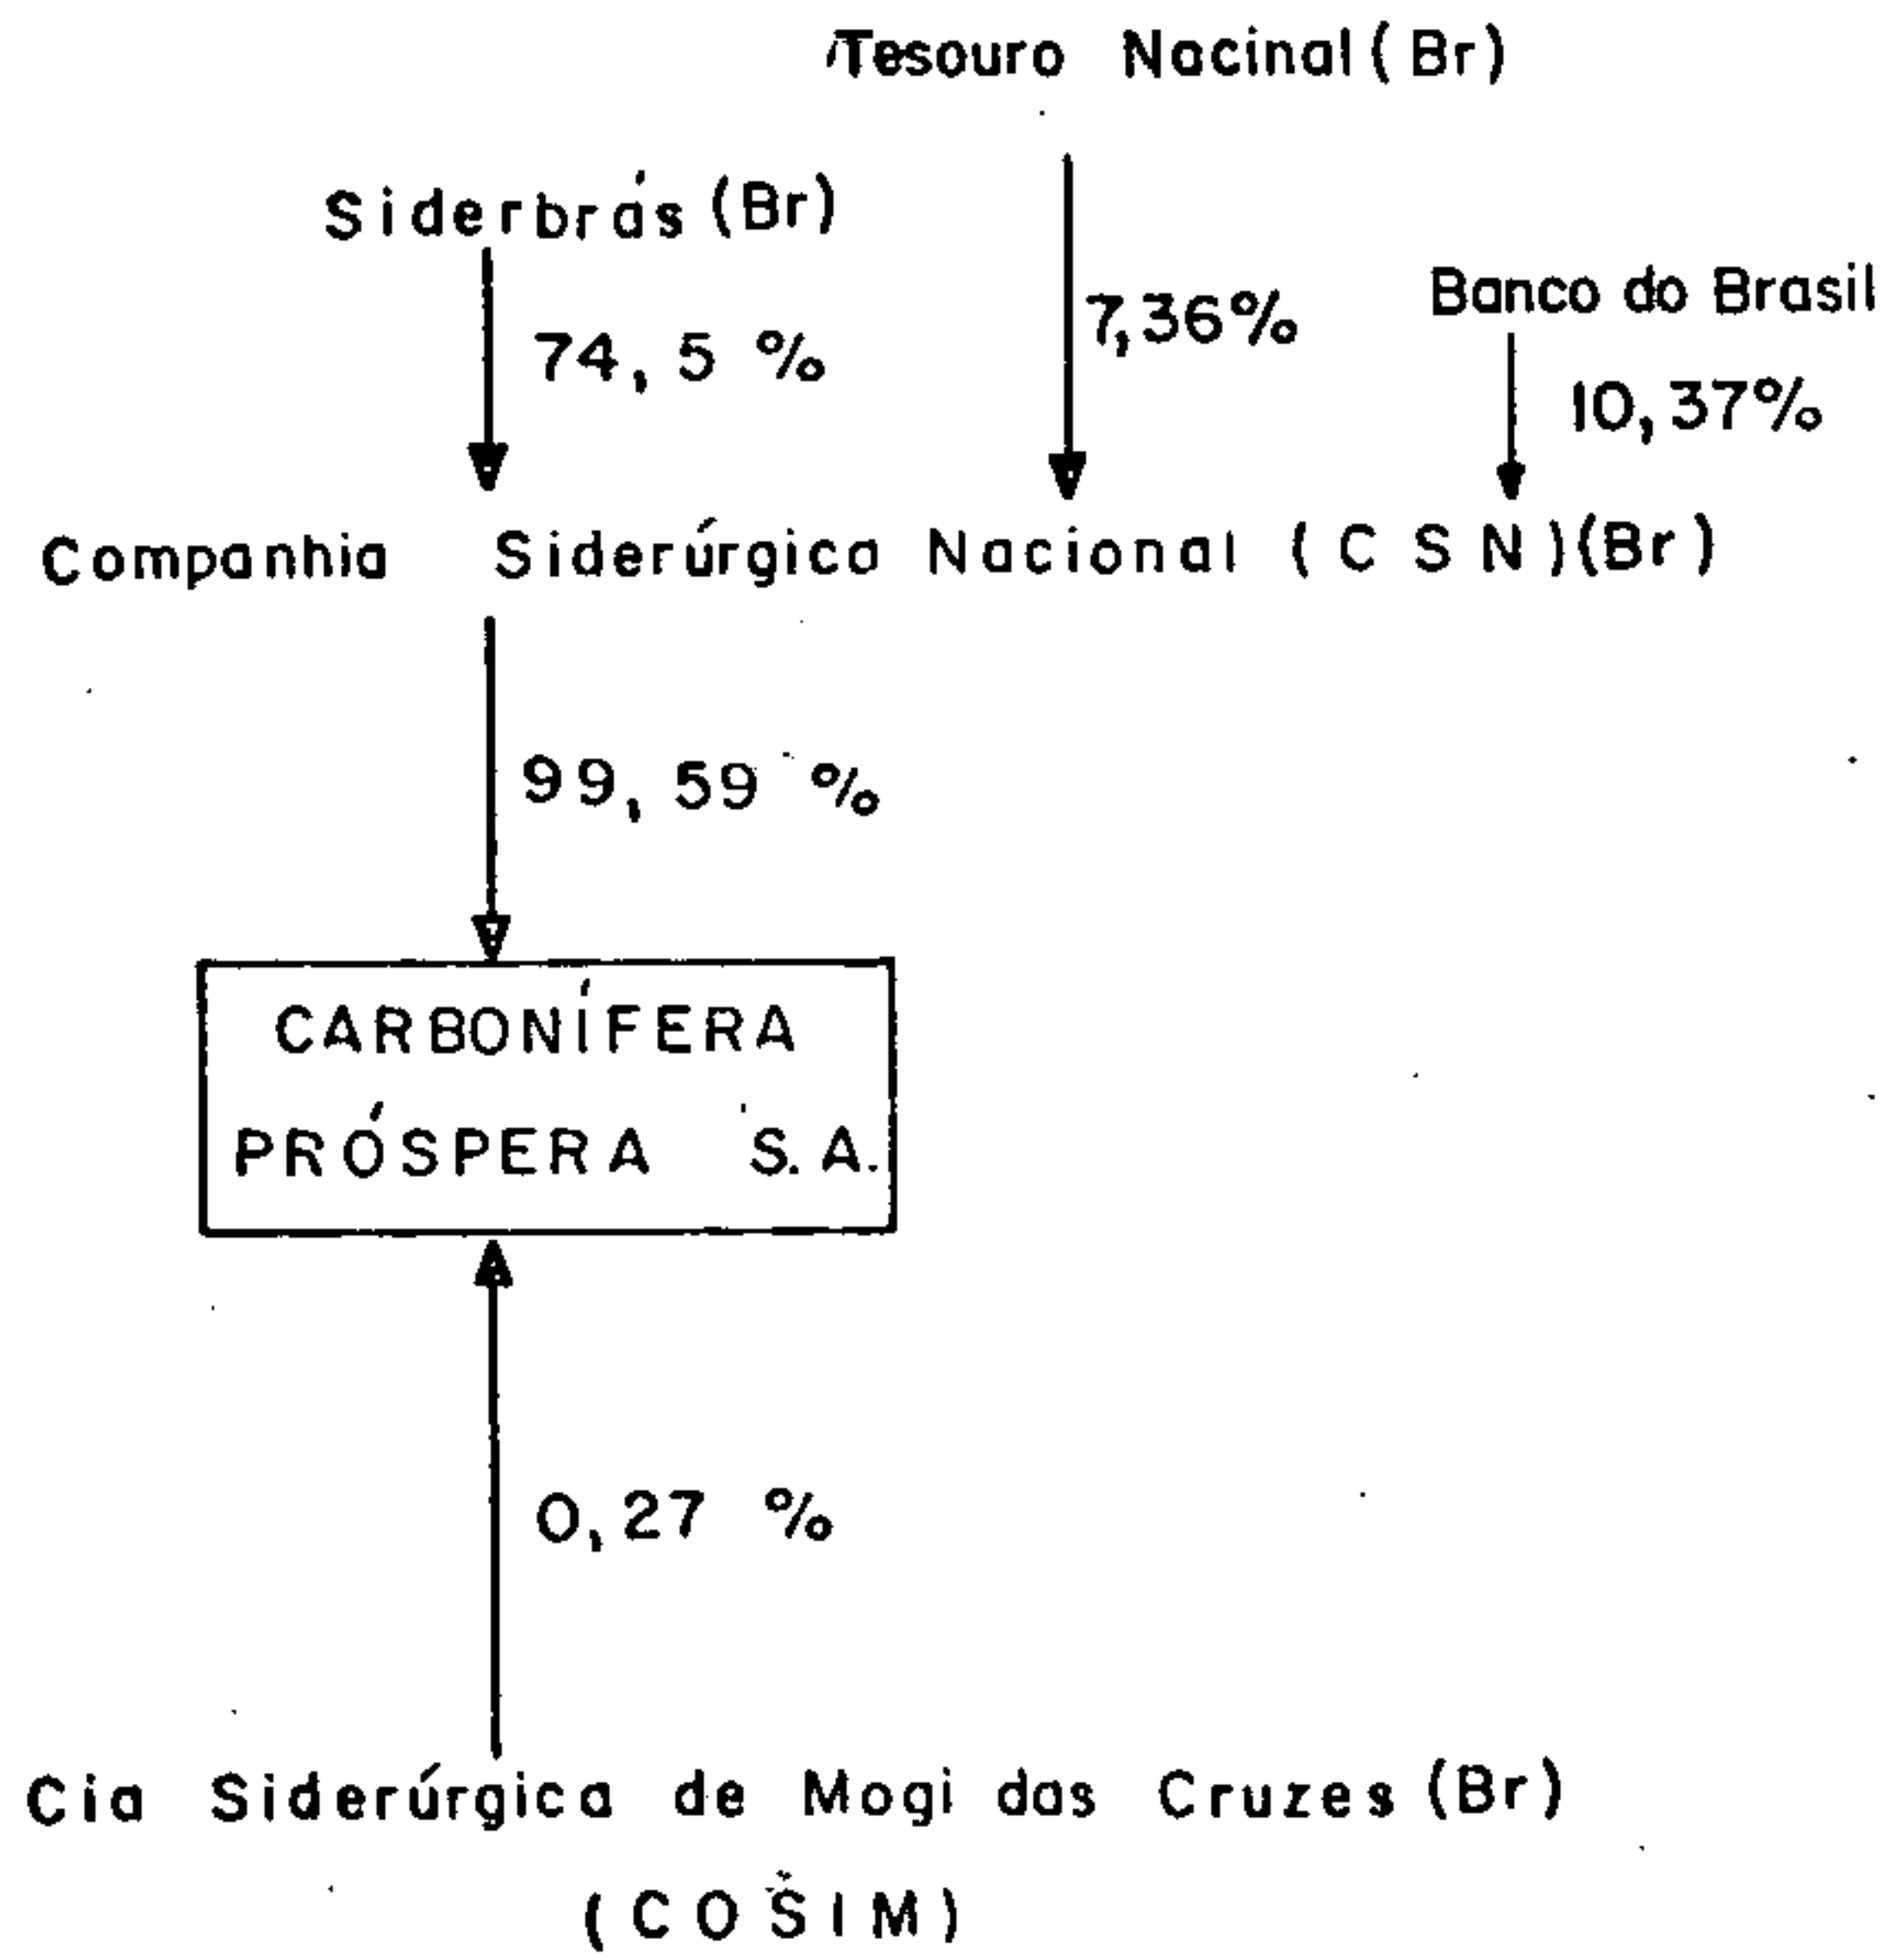 Tesouro Nacinal (Br)
Siderbrás (Br)
Banco do Brasil
7,36%
74,5 %
10,37%
Companhia Siderúrgica Nacional (CSN)(Br)
99,59 %
CARBONÍFERA
PRÓSPERA S.A.
0,27 %
Cia Siderúrgica de Mogi das Cruzes (Br)
(COSIM)